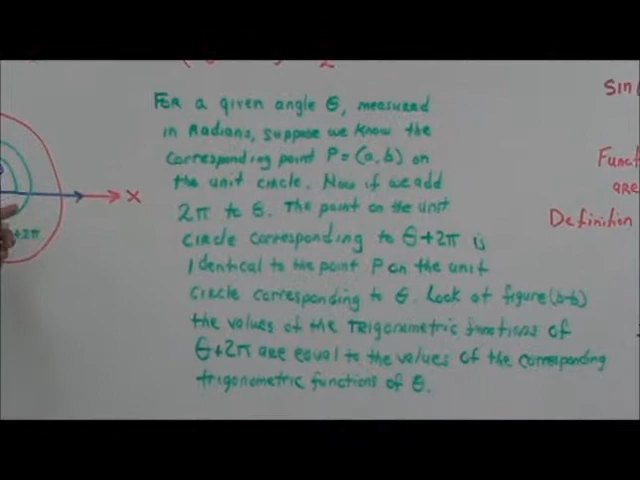 For a given angle θ, measured
in Radians, suppose we know the
corresponding point P = (a, b) on
the unit circle. Now if we add
2π to θ. The point on the unit
circle corresponding to θ+2π is
identical to the point P on the unit
circle corresponding to θ. Look at figure (b-b)
the values of the trigonometric functions of
θ+2π are equal to the values of the corresponding
trigonometric functions of θ.
X
+2π
Sin
Funct
are
Definition